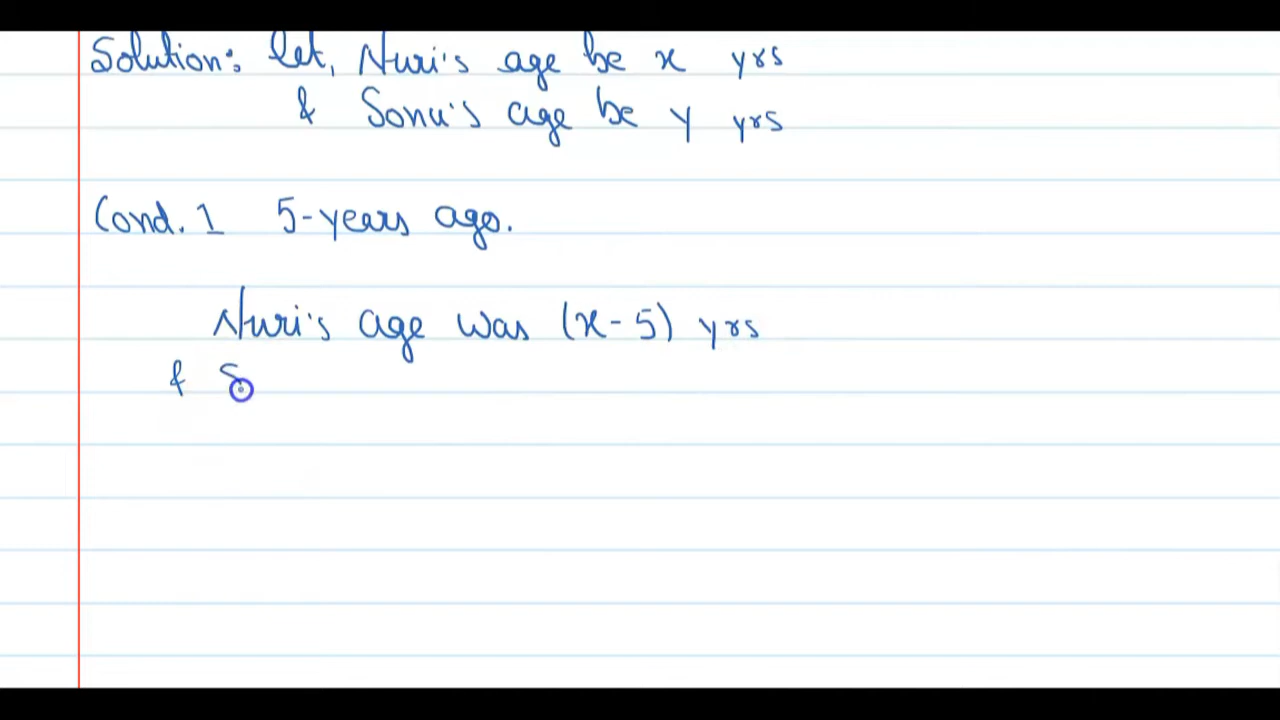 Solution: let, Nuri's age be x yrs
& Sonu's age be y yrs
Cond. 1 5-years ago.
Nuri's age was (x-5) yrs
& S